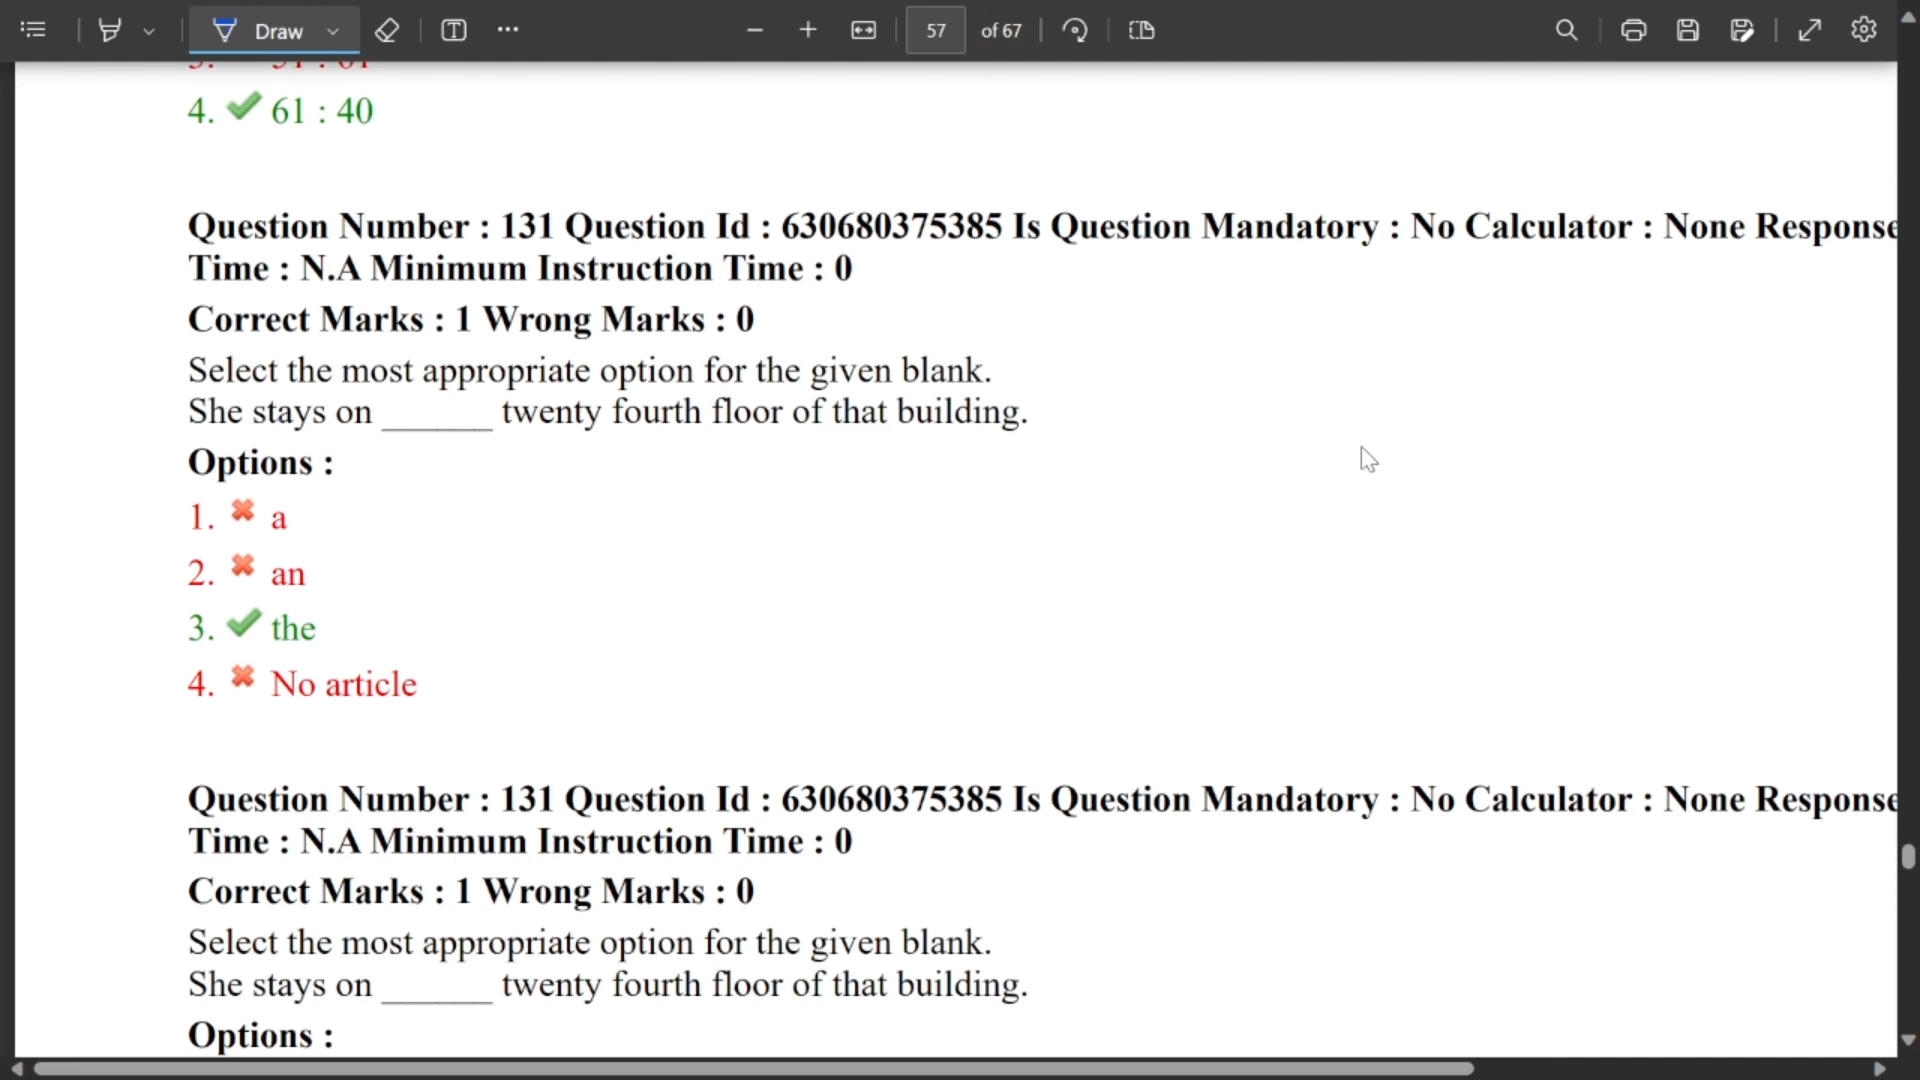 Draw
57 of 67
4. 61 : 40
Question Number : 131 Question Id : 630680375385 Is Question Mandatory : No Calculator : None Response
Time : N.A Minimum Instruction Time : 0
Correct Marks : 1 Wrong Marks : 0
Select the most appropriate option for the given blank.
She stays on ______ twenty fourth floor of that building.
Options :
1. a
2. an
3. the
4. No article
Question Number : 131 Question Id : 630680375385 Is Question Mandatory : No Calculator : None Response
Time : N.A Minimum Instruction Time : 0
Correct Marks : 1 Wrong Marks : 0
Select the most appropriate option for the given blank.
She stays on ______ twenty fourth floor of that building.
Options :